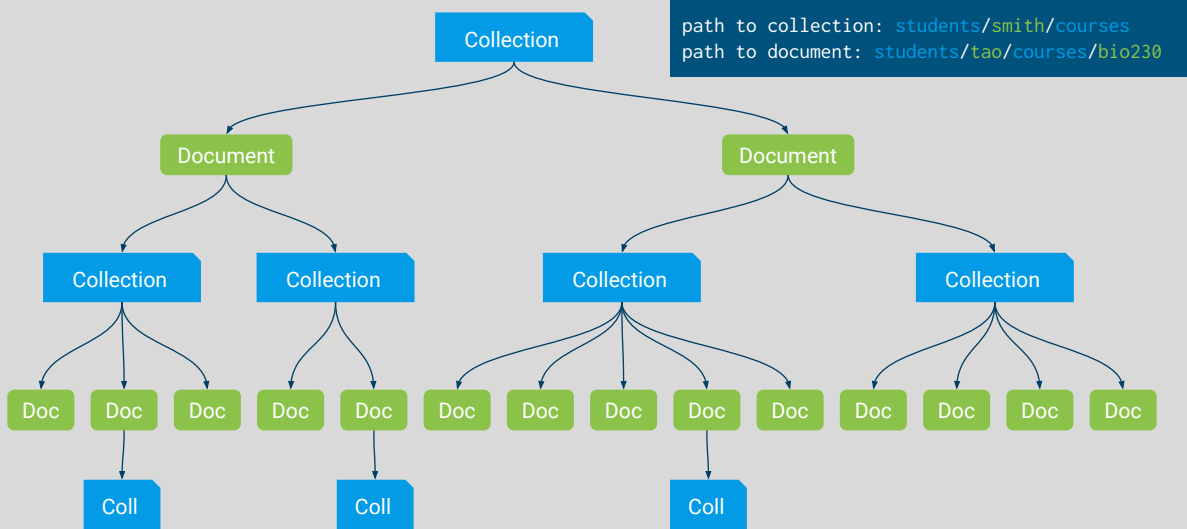 Collection
path to collection: students/smith/courses
path to document: students/tao/courses/bio230
Document
Document
Collection
Collection
Collection
Collection
Doc
Doc
Doc
Doc
Doc
Doc
Doc
Doc
Doc
Doc
Doc
Doc
Doc
Doc
Coll
Coll
Coll